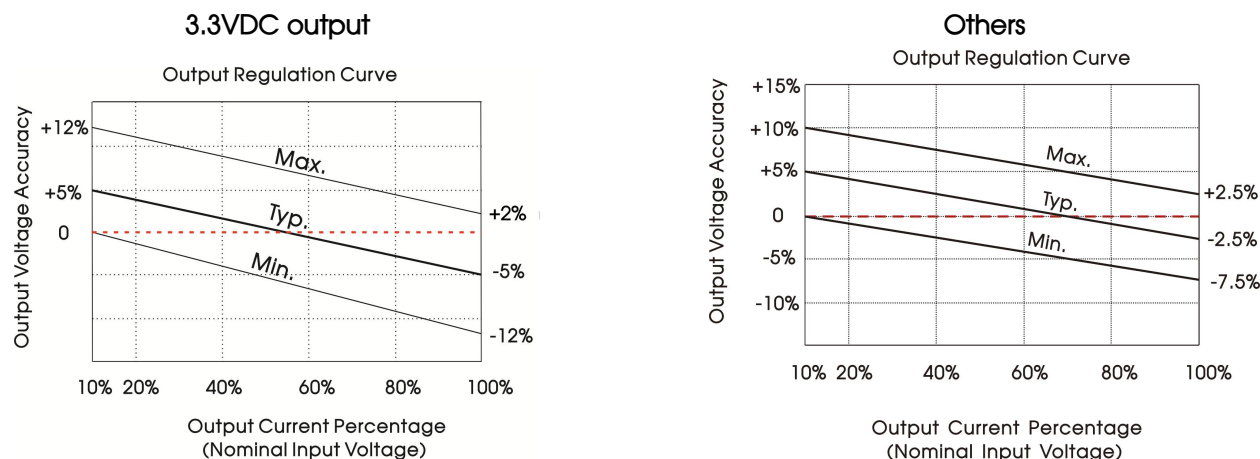 3.3VDC output
Output Regulation Curve
Output Voltage Accuracy
+12%
+5%
0
Max.
Typ.
Min.
+2%
-5%
-12%
10% 20% 40% 60% 80% 100%
Output Current Percentage
(Nominal Input Voltage)
Others
Output Regulation Curve
Output Voltage Accuracy
+15%
+10%
+5%
0
-5%
-10%
Max.
Typ.
Min.
+2.5%
-2.5%
-7.5%
10% 20% 40% 60% 80% 100%
Output Current Percentage
(Nominal Input Voltage)